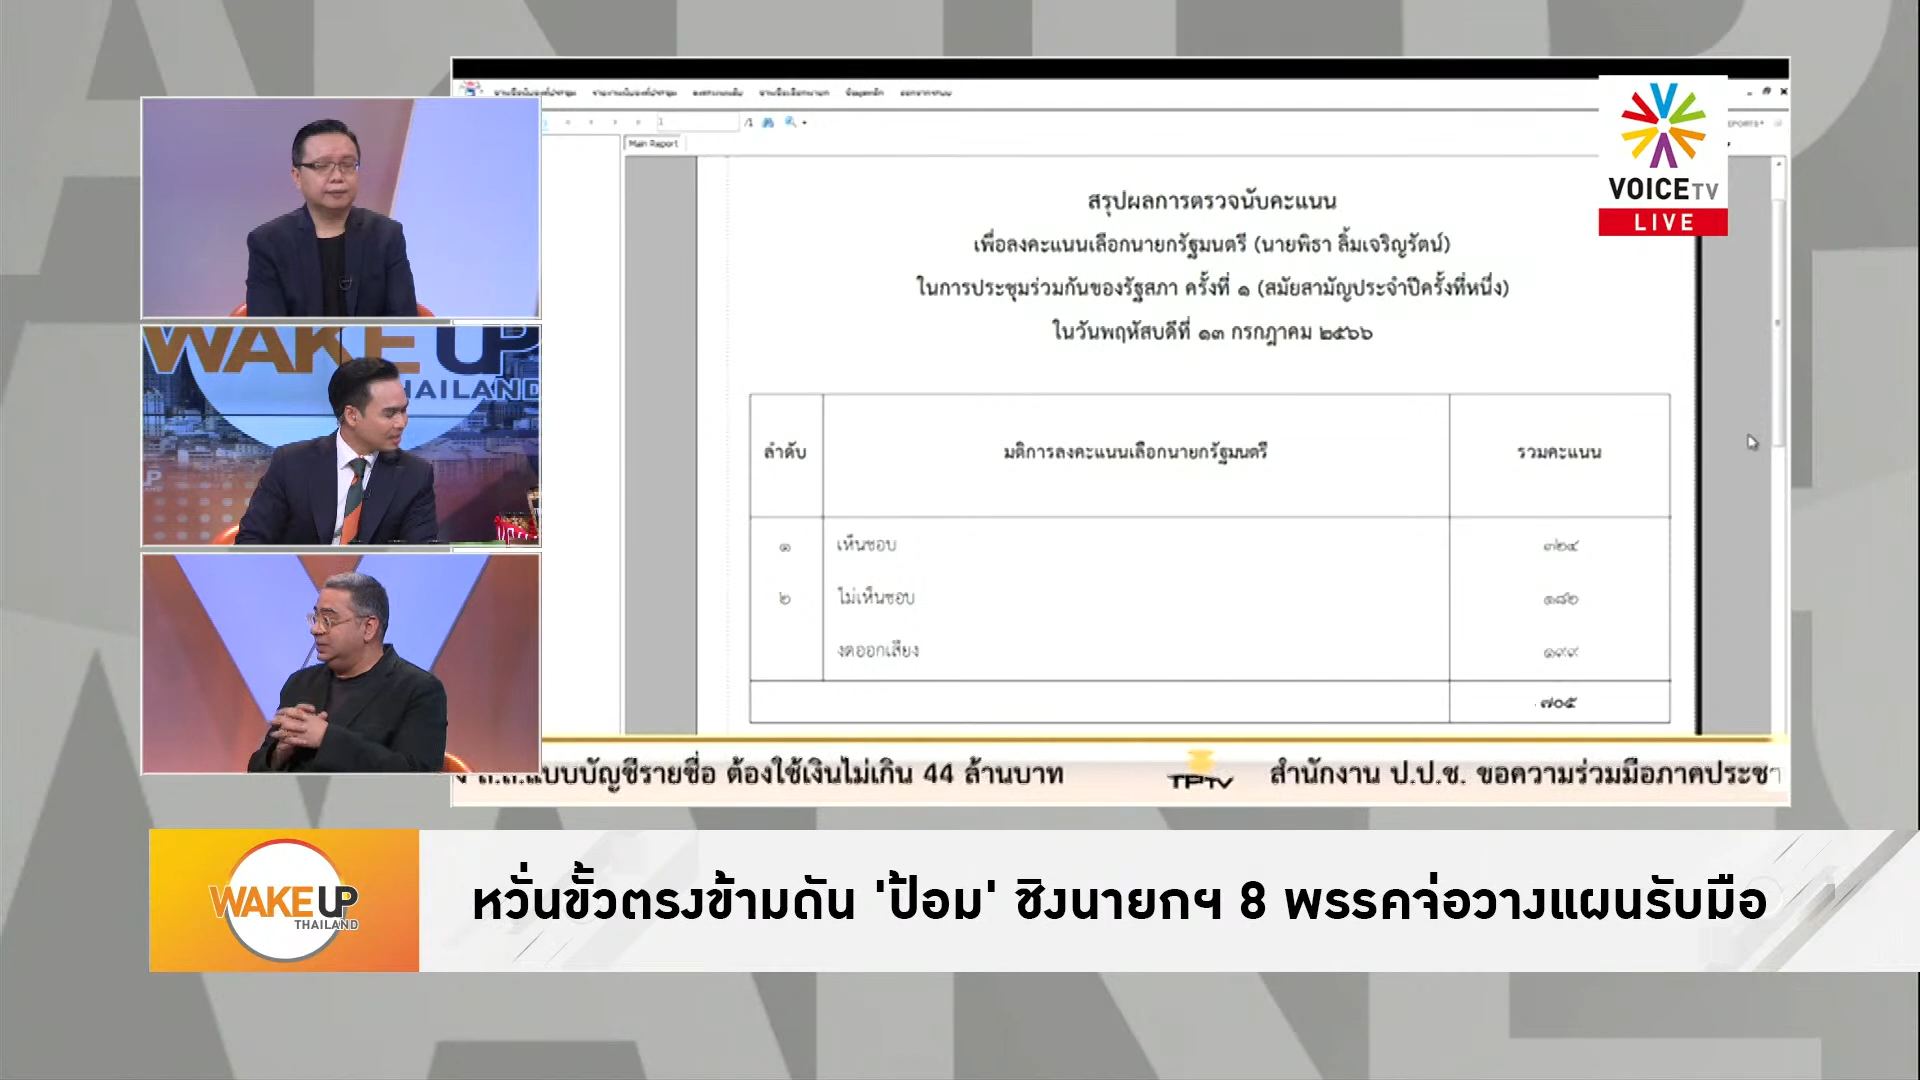 VOICE TV
LIVE
Main Report
สรุปผลการตรวจนับคะแนน
เพื่อลงคะแนนเลือกนายกรัฐมนตรี (นายพิธา ลิ้มเจริญรัตน์)
ในการประชุมร่วมกันของรัฐสภา ครั้งที่ ๑ (สมัยสามัญประจำปีครั้งที่หนึ่ง)
ในวันพฤหัสบดีที่ ๑๓ กรกฎาคม ๒๕๖๖
ลำดับ มติการลงคะแนนเลือกนายกรัฐมนตรี รวมคะแนน
๑ เห็นชอบ ๓๒๔
๒ ไม่เห็นชอบ ๑๘๒
งดออกเสียง ๑๙๙
๗๐๕
WAKE UP
THAILAND
ส.ส.แบบบัญชีรายชื่อ ต้องใช้เงินไม่เกิน 44 ล้านบาท TPTV สำนักงาน ป.ป.ช. ขอความร่วมมือภาคประชา
WAKE UP
THAILAND
หวั่นขั้วตรงข้ามดัน 'ป้อม' ชิงนายกฯ 8 พรรคจ่อวางแผนรับมือ